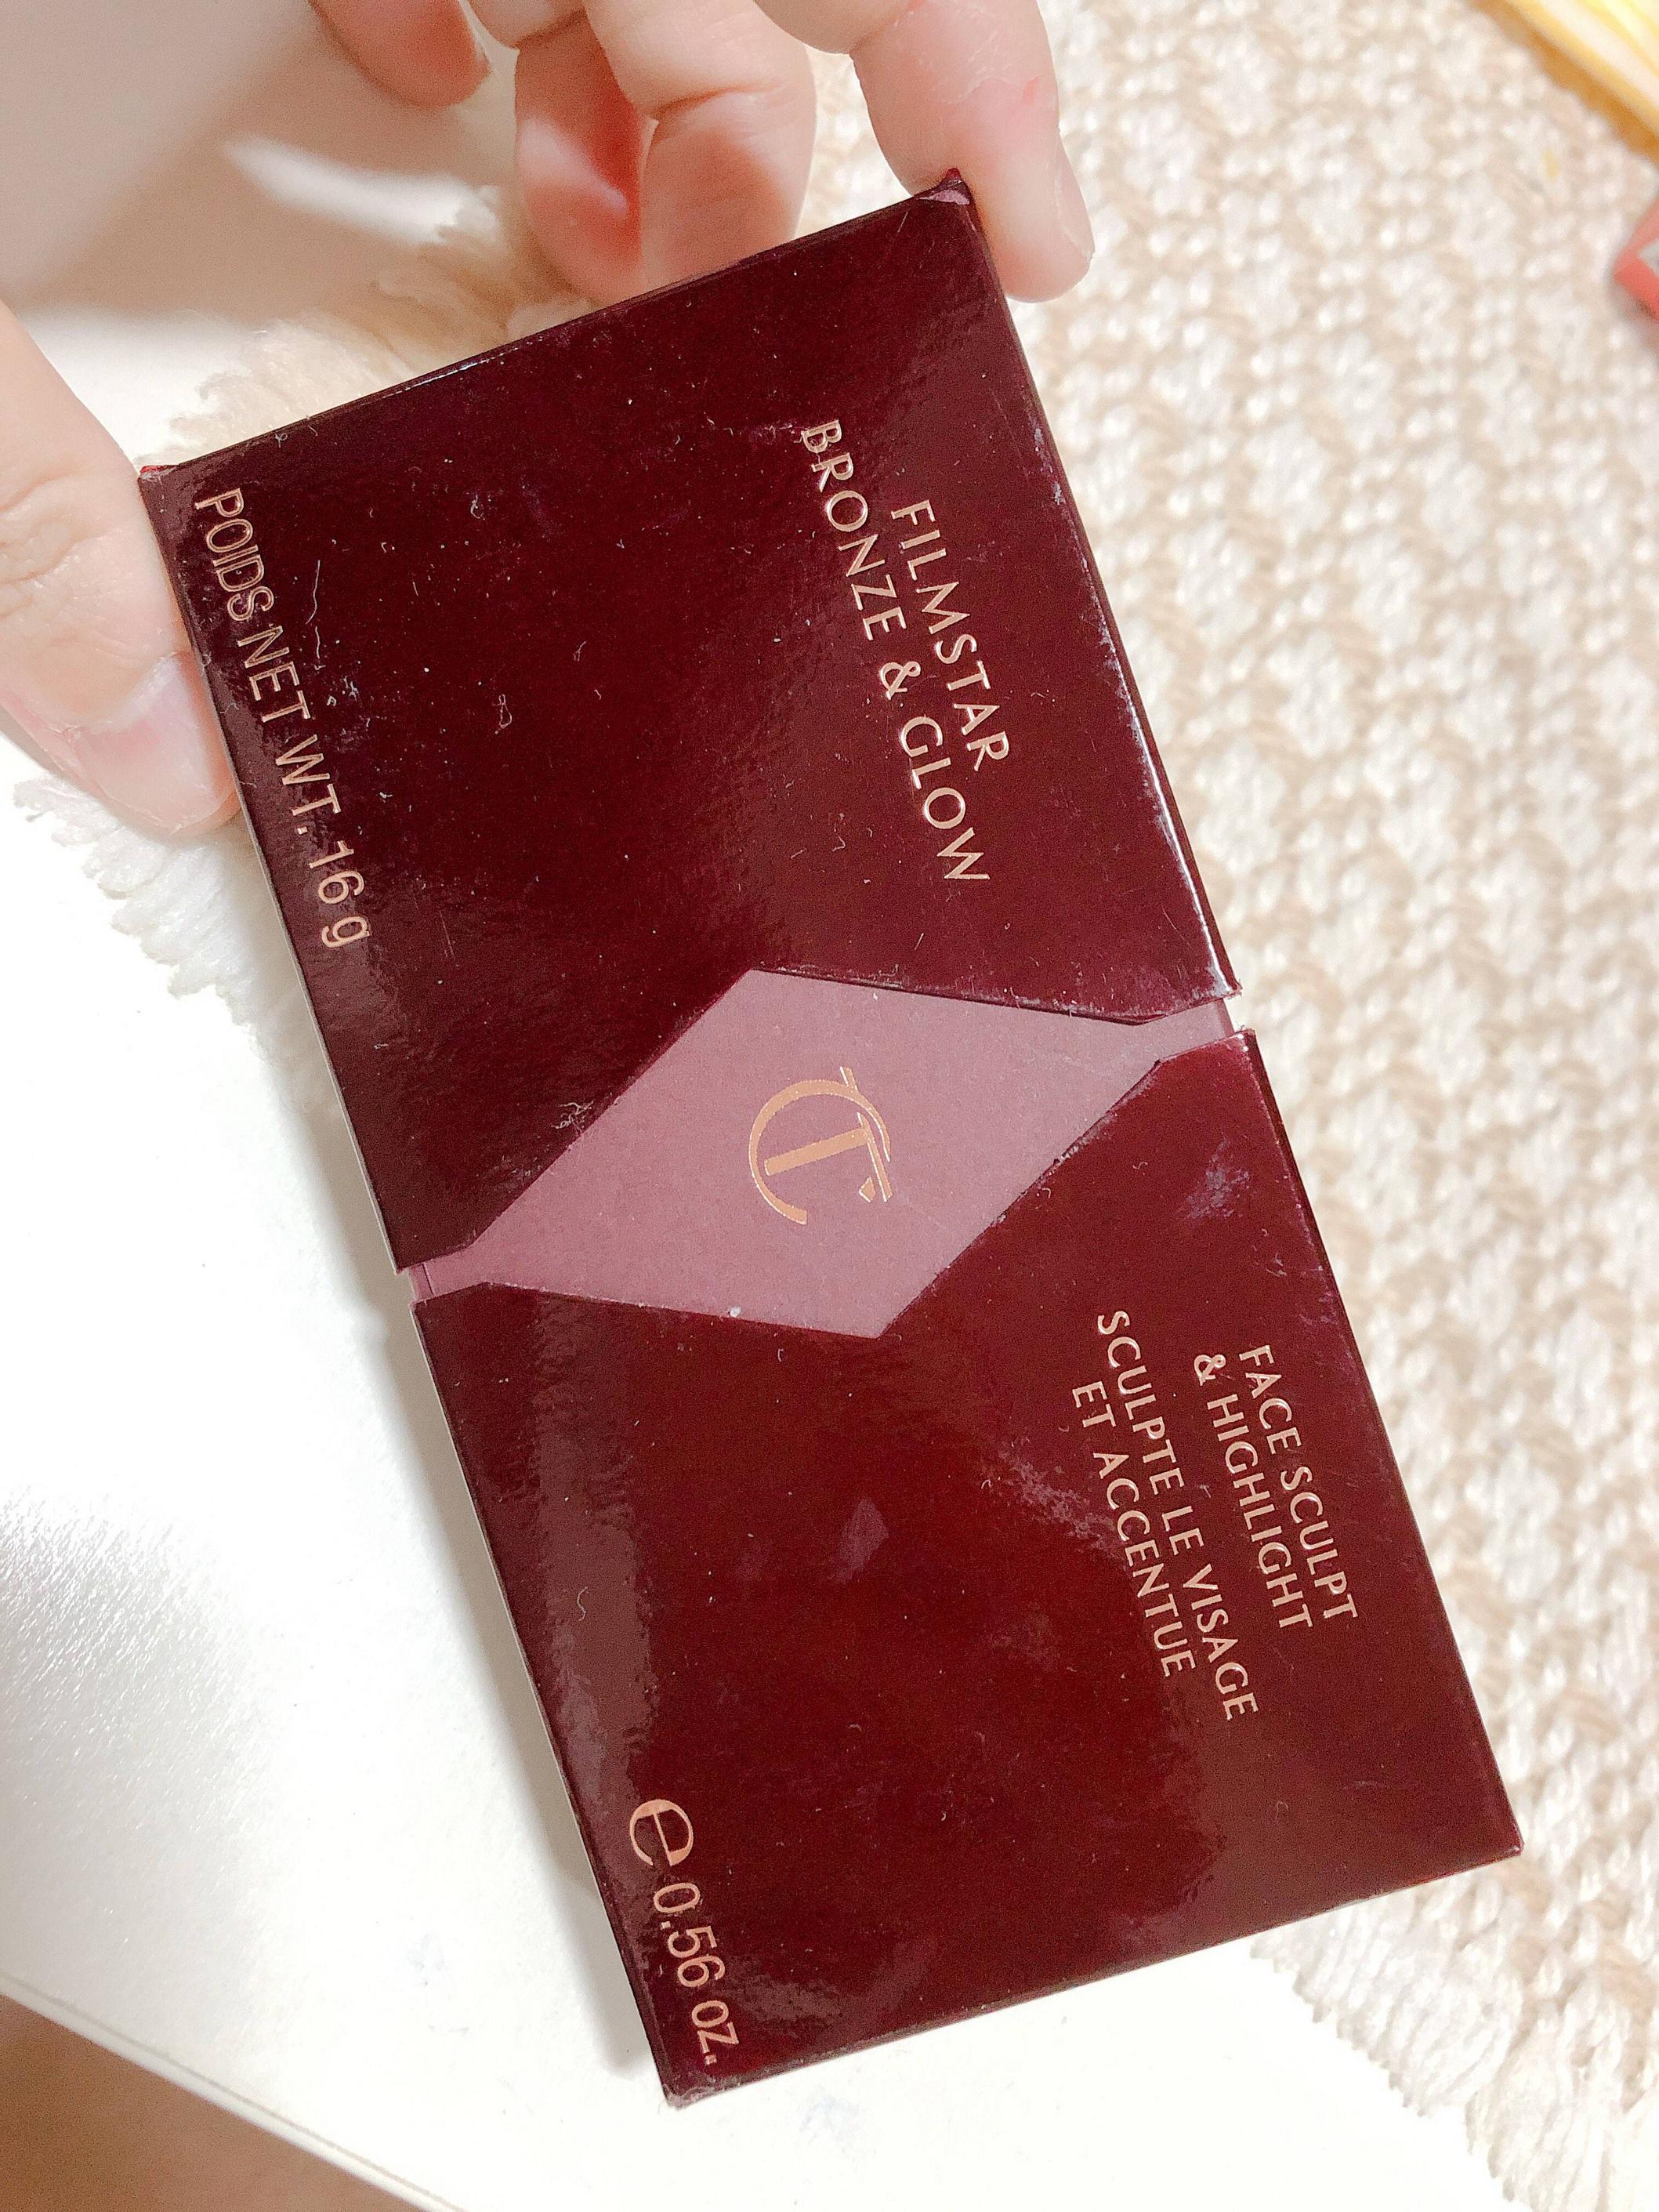 FILMSTAR
BRONZE & GLOW
POIDS NET WT. 16 g
CT
FACE SCULPT
& HIGHLIGHT
SCULPTE LE VISAGE
ET ACCENTUE
e 0.56 oz.